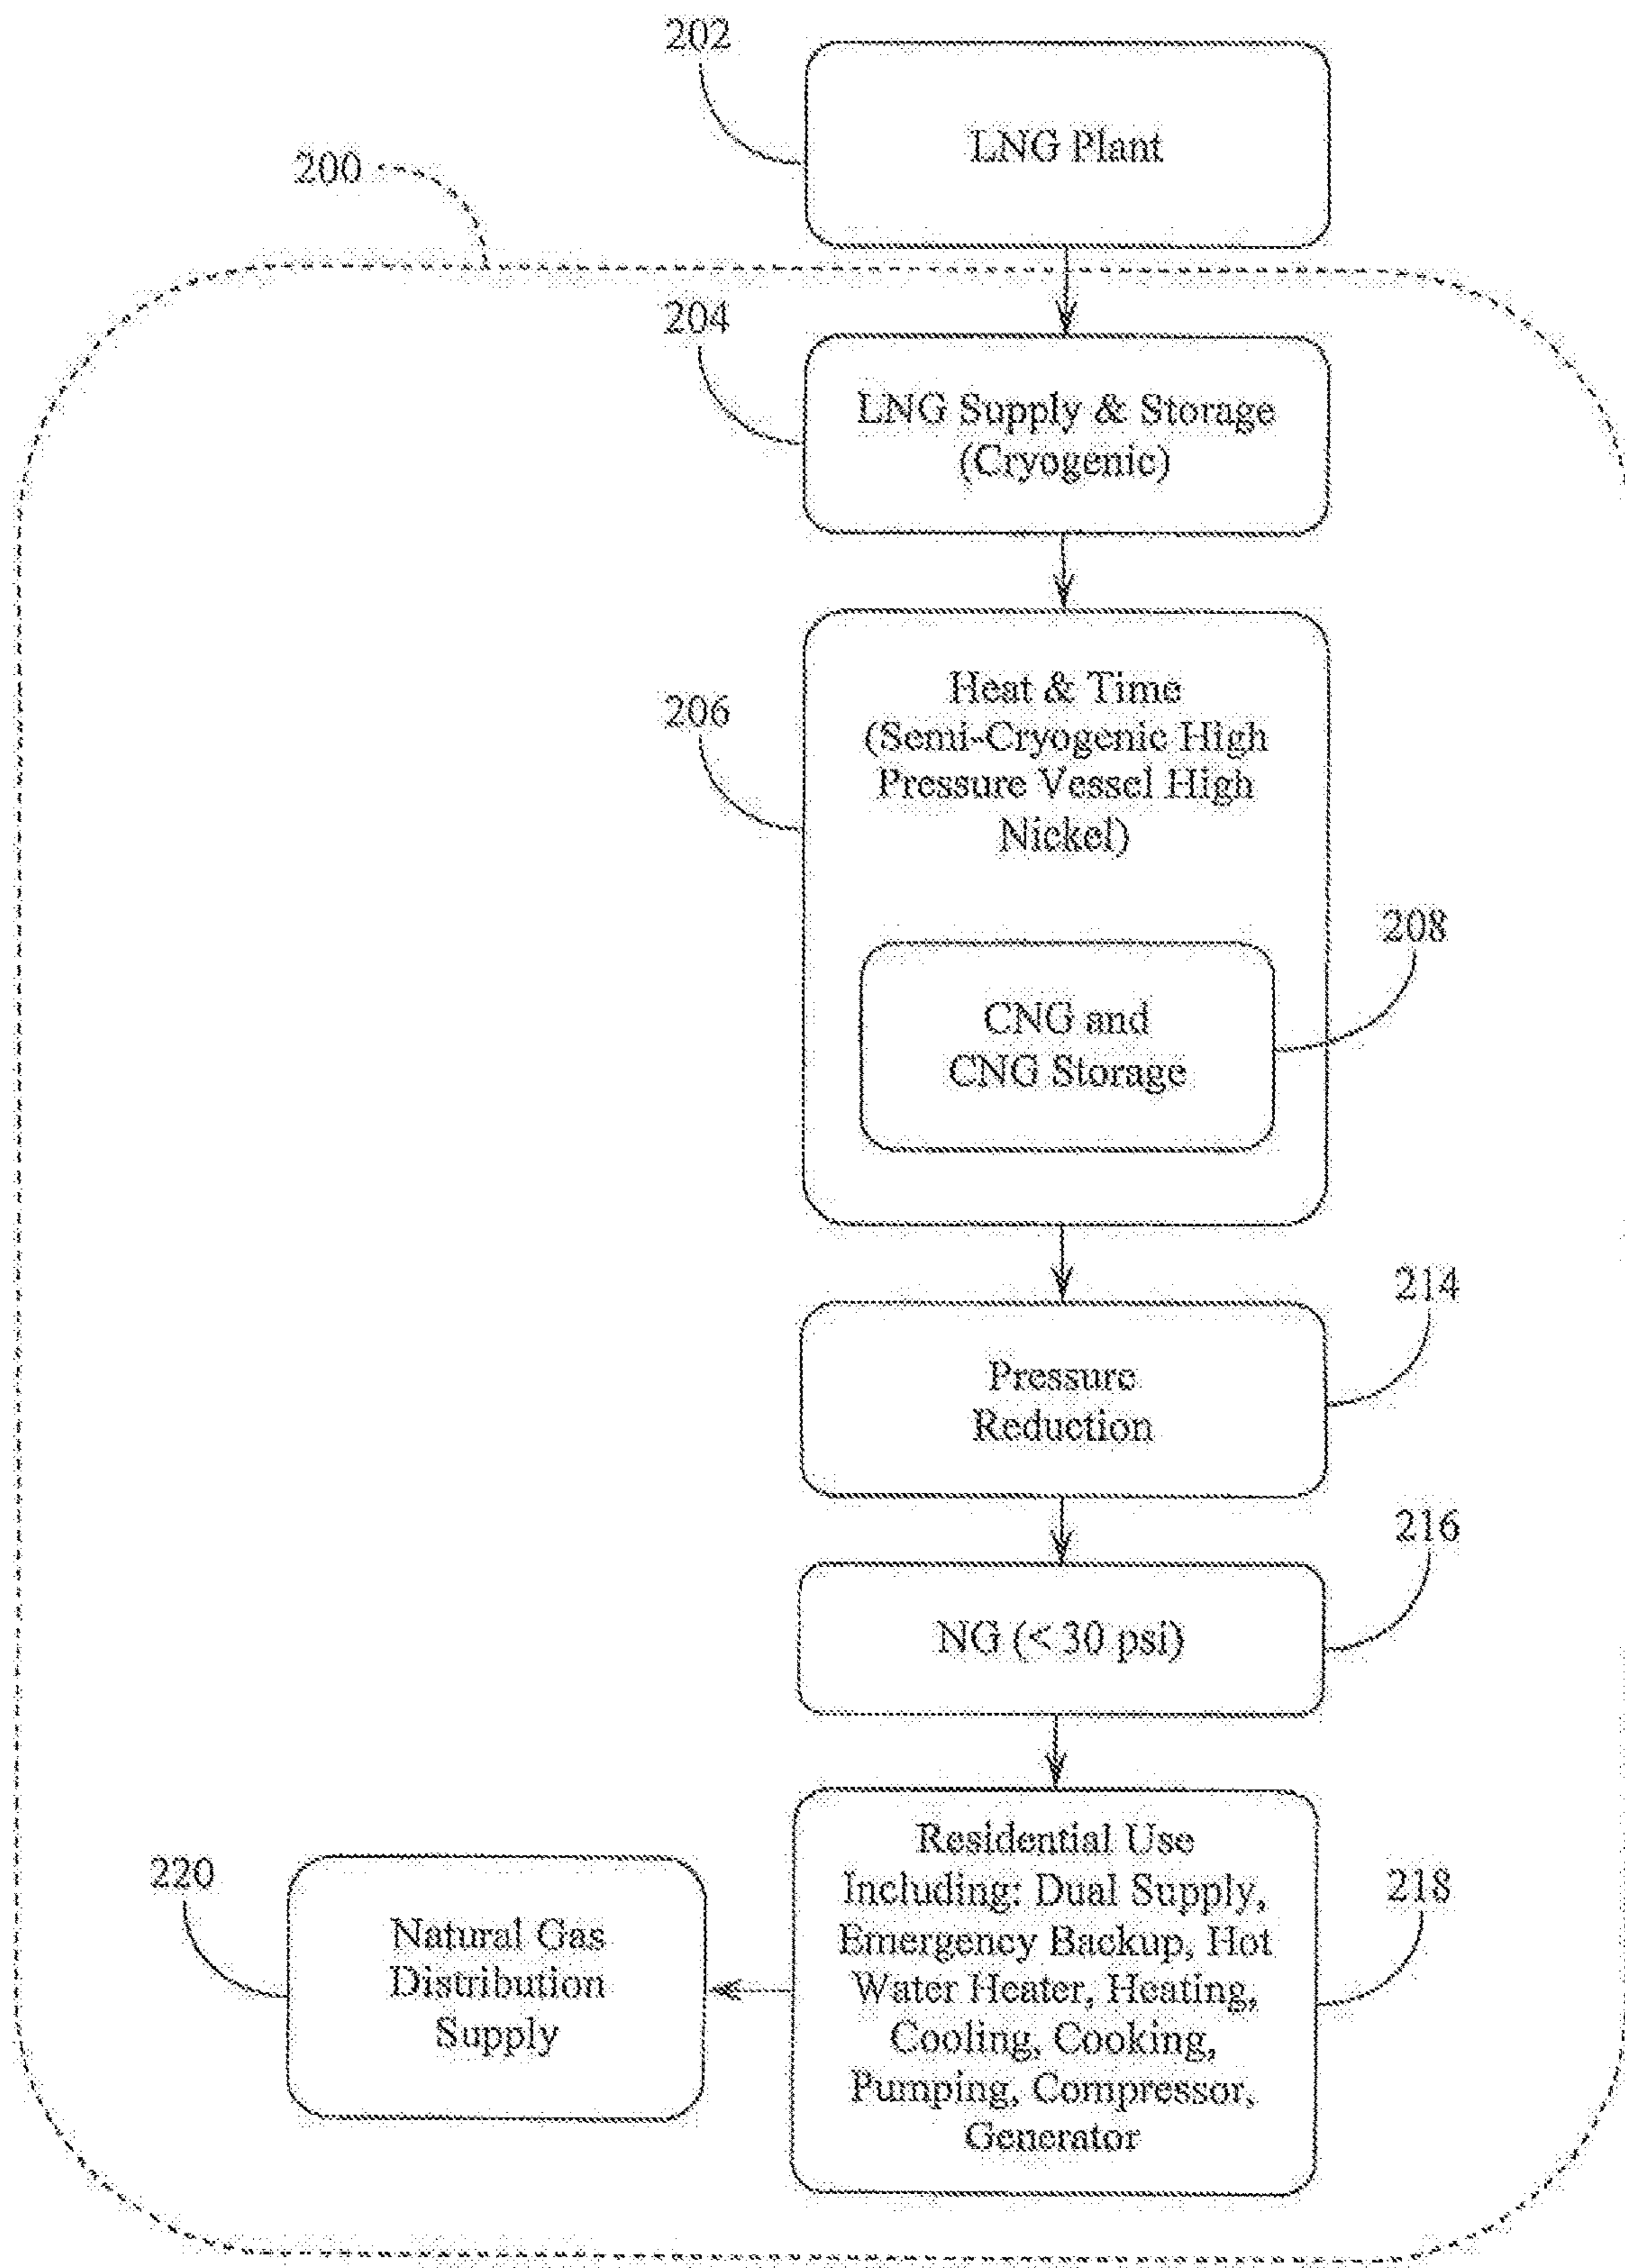 202
LNG Plant
200
204
LNG Supply & Storage
(Cryogenic)
206
Heat & Time
(Semi-Cryogenic High
Pressure Vessel High
Nickel)
208
CNG and
CNG Storage
214
Pressure
Reduction
216
NG (< 30 psi)
218
Residential Use
Including: Dual Supply,
Emergency Backup, Hot
Water Heater, Heating,
Cooling, Cooking,
Pumping, Compressor,
Generator
220
Natural Gas
Distribution
Supply